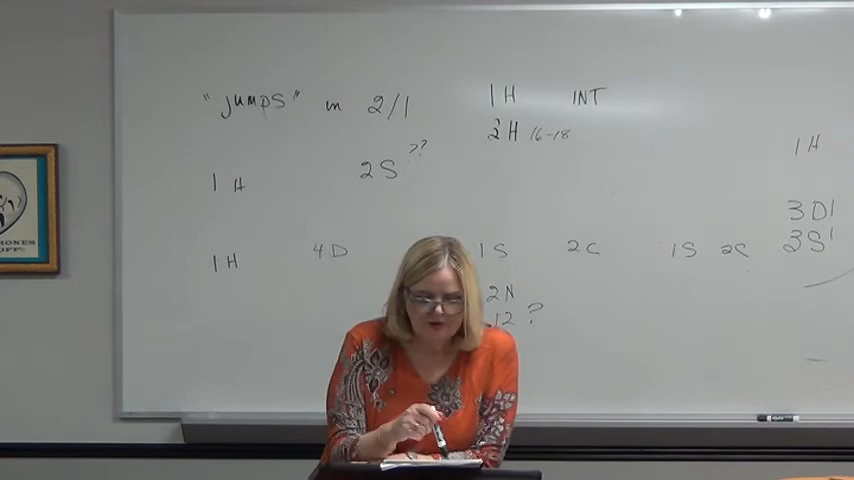 "jumps" in 2/1
1H 1NT
2H 16-18
1H 2S ??
1H
3D!
3S!
1H 4D
1S 2C
2N
12 ?
1S 2C